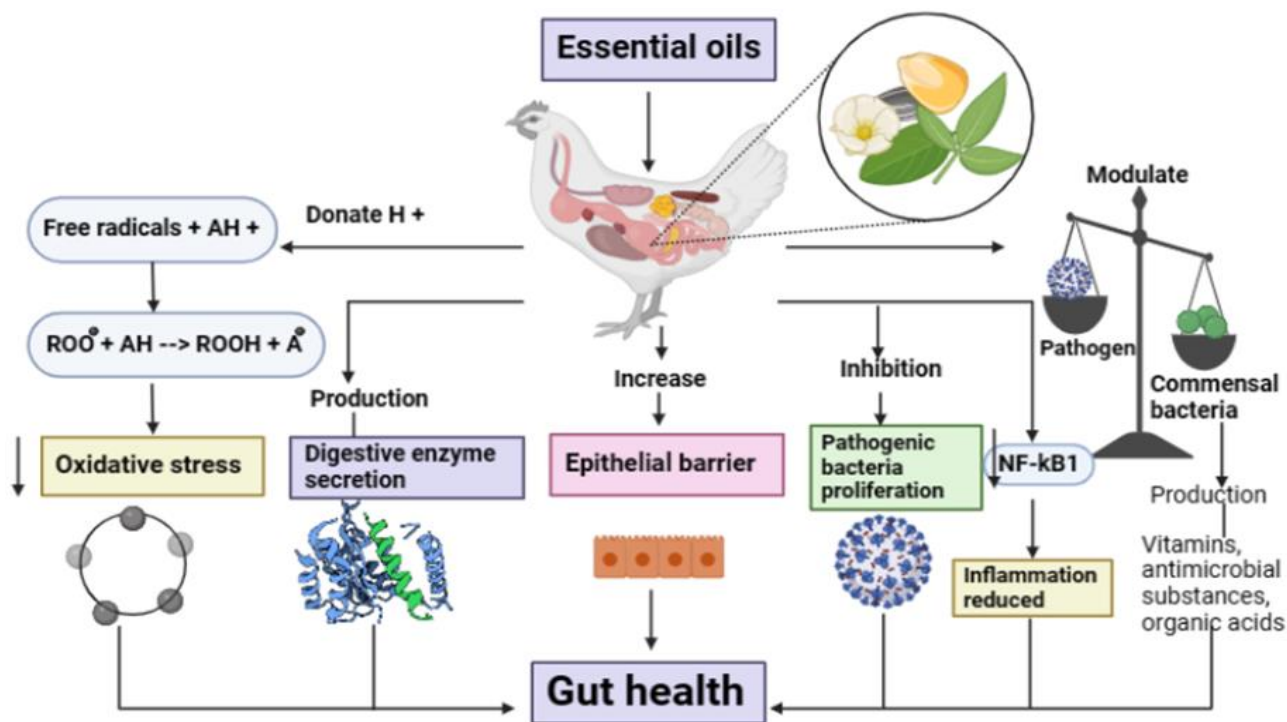 Essential oils
Modulate
Free radicals + AH +
Donate H +
ROO• + AH --> ROOH + A•
Pathogen
Commensal
bacteria
Production
Increase
Inhibition
Oxidative stress
Digestive enzyme
secretion
Epithelial barrier
Pathogenic
bacteria
proliferation
NF-kB1
Production
Vitamins,
antimicrobial
substances,
organic acids
Inflammation
reduced
Gut health